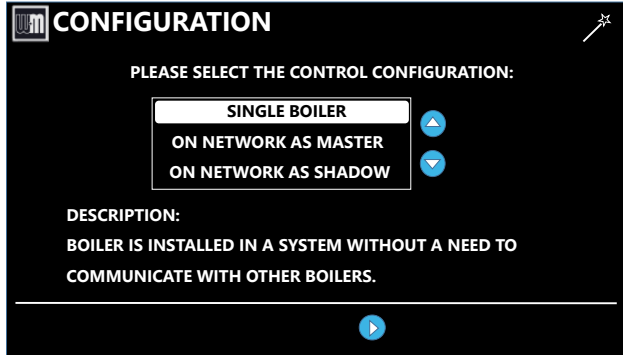 WM CONFIGURATION
PLEASE SELECT THE CONTROL CONFIGURATION:
SINGLE BOILER
ON NETWORK AS MASTER
ON NETWORK AS SHADOW
DESCRIPTION:
BOILER IS INSTALLED IN A SYSTEM WITHOUT A NEED TO
COMMUNICATE WITH OTHER BOILERS.